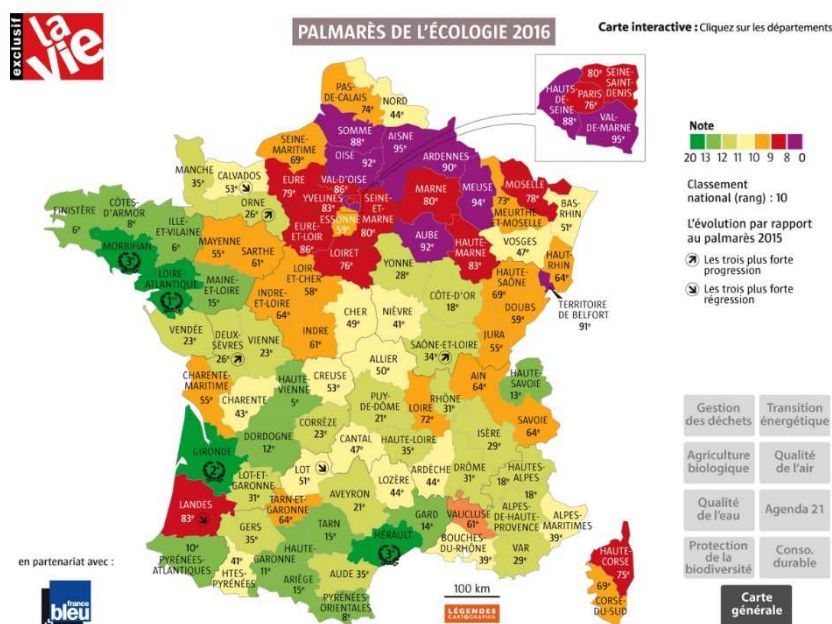 exclusif
la
vie
PALMARÈS DE L'ÉCOLOGIE 2016
Carte interactive : Cliquez sur les départements
PAS-
DE-CALAIS
74e
NORD
44e
SOMME
88e
AISNE
95e
SEINE-
MARITIME
69e
OISE
92e
ARDENNES
90e
80e
SEINE-
SAINT-
DENIS
HAUTS-
DE-
SEINE
88e
PARIS
76e
VAL-
DE-MARNE
95e
MANCHE
35e
CALVADOS
53e
EURE
79e
VAL-D'OISE
86e
YVELINES
83e
ESSONNE
59e
SEINE-
ET-
MARNE
80e
MARNE
80e
MEUSE
94e
MOSELLE
78e
73e
MEURTHE-
ET-MOSELLE
BAS-
RHIN
51e
ORNE
26e
EURE-
ET-LOIR
86e
FINISTÈRE
6e
CÔTES-
D'ARMOR
8e
ILLE-
ET-VILAINE
6e
MORBIHAN
3e
MAYENNE
55e
SARTHE
61e
LOIRET
76e
AUBE
92e
HAUTE-
MARNE
83e
VOSGES
47e
HAUT-
RHIN
64e
YONNE
28e
LOIRE-
ATLANTIQUE
1er
MAINE-
ET-LOIRE
15e
LOIR-
ET-CHER
58e
INDRE-
ET-LOIRE
64e
CHER
49e
NIÈVRE
41e
CÔTE-D'OR
18e
HAUTE-
SAÔNE
69e
DOUBS
59e
TERRITOIRE
DE BELFORT
91e
VENDÉE
23e
DEUX-
SÈVRES
26e
VIENNE
23e
INDRE
61e
SAÔNE-ET-LOIRE
34e
JURA
55e
ALLIER
50e
CHARENTE-
MARITIME
55e
CHARENTE
43e
HAUTE-
VIENNE
5e
CREUSE
53e
PUY-
DE-DÔME
21e
LOIRE
72e
RHÔNE
31e
AIN
64e
HAUTE-
SAVOIE
13e
SAVOIE
64e
GIRONDE
2e
DORDOGNE
12e
CORRÈZE
23e
CANTAL
47e
HAUTE-LOIRE
35e
ISÈRE
29e
LOT-ET-
GARONNE
31e
LOT
51e
LOZÈRE
44e
ARDÈCHE
44e
DRÔME
31e
HAUTES-
ALPES
18e
18e
ALPES-
DE-HAUTE-
PROVENCE
ALPES-
MARITIMES
39e
LANDES
83e
TARN-ET-
GARONNE
64e
AVEYRON
21e
GARD
14e
VAUCLUSE
61e
GERS
35e
TARN
15e
HÉRAULT
3e
BOUCHES-
DU-RHÔNE
39e
VAR
29e
10e
PYRÉNÉES-
ATLANTIQUES
41e
HTES-
PYRÉNÉES
HAUTE-
GARONNE
11e
ARIÈGE
15e
AUDE 35e
PYRÉNÉES-
ORIENTALES
8e
HAUTE-
CORSE
75e
69e
CORSE-
DU-SUD
Note
20 13 12 11 10 9 8 0
Classement
national (rang) : 10
L'évolution par rapport
au palmarès 2015
Les trois plus forte
progression
Les trois plus forte
régression
Gestion
des déchets
Transition
énergétique
Agriculture
biologique
Qualité
de l'air
Qualité
de l'eau
Agenda 21
Protection
de la
biodiversité
Conso.
durable
Carte
générale
100 km
LÉGENDES
CARTOGRAPHIE
en partenariat avec :
france
bleu